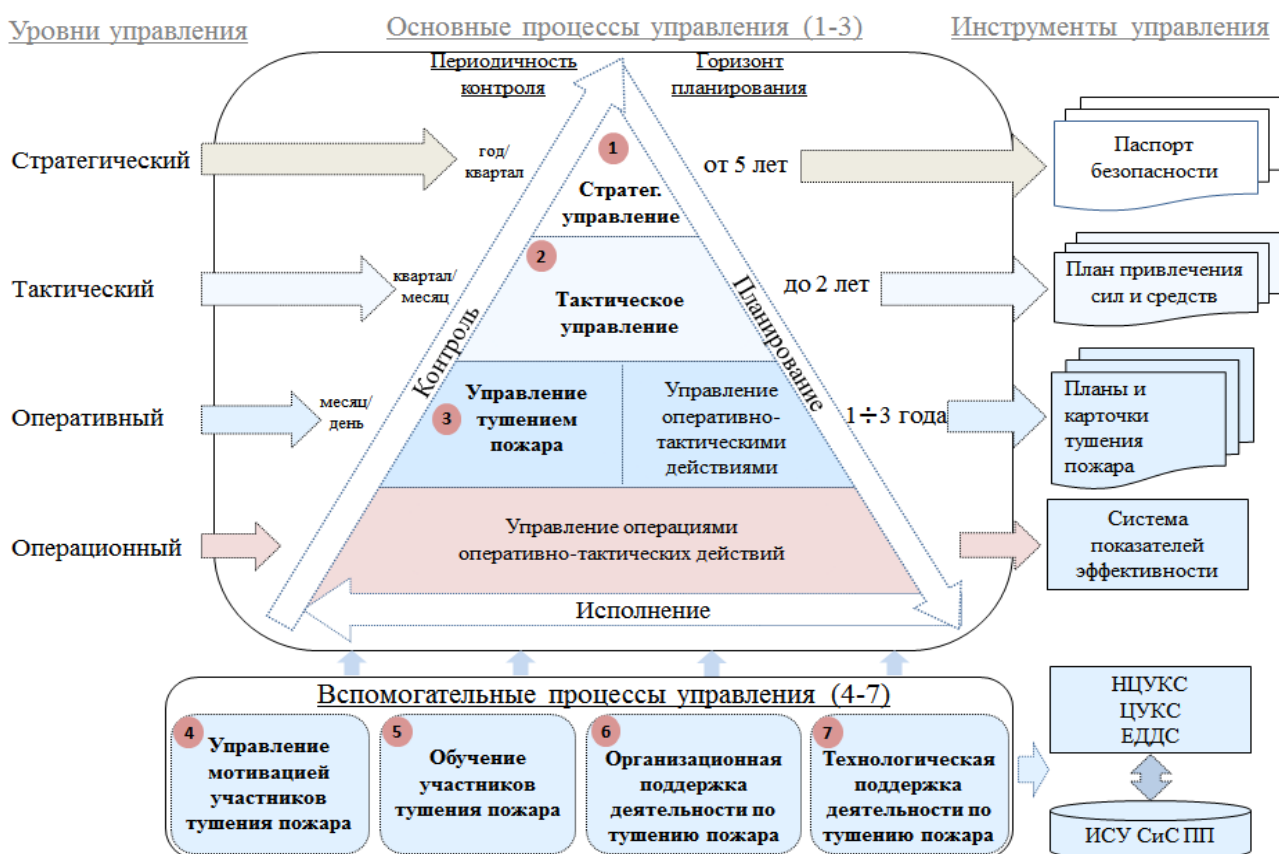 Уровни управления
Основные процессы управления (1-3)
Инструменты управления
Периодичность
контроля
Горизонт
планирования
Стратегический
год/
квартал
1
Стратег.
управление
от 5 лет
Паспорт
безопасности
Тактический
квартал/
месяц
2
Тактическое
управление
до 2 лет
План привлечения
сил и средств
Контроль
Планирование
Оперативный
месяц/
день
3
Управление
тушением
пожара
Управление
оперативно-
тактическими
действиями
1÷3 года
Планы и
карточки
тушения
пожара
Операционный
Управление операциями
оперативно-тактических действий
Система
показателей
эффективности
Исполнение
Вспомогательные процессы управления (4-7)
4
Управление
мотивацией
участников
тушения пожара
5
Обучение
участников
тушения пожара
6
Организационная
поддержка
деятельности по
тушению пожара
7
Технологическая
поддержка
деятельности по
тушению пожара
НЦУКС
ЦУКС
ЕДДС
ИСУ СиС ПП